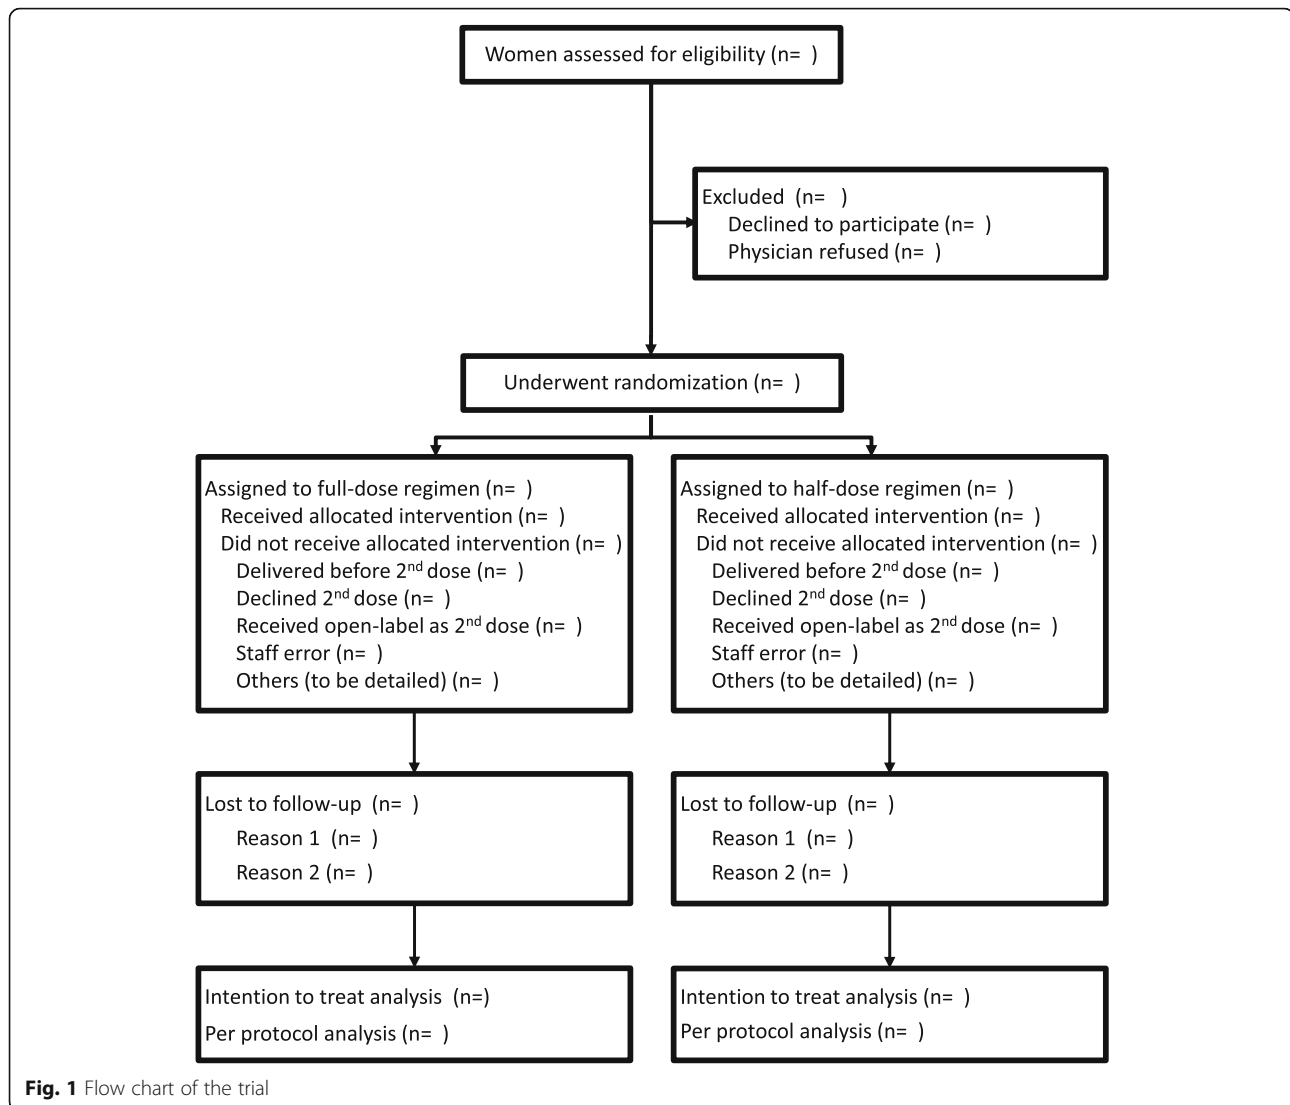 Women assessed for eligibility (n=  )
Excluded  (n=   )
Declined to participate (n=  )
Physician refused (n=  )
Underwent randomization (n=  )
Assigned to full-dose regimen (n=  )
Received allocated intervention (n=  )
Did not receive allocated intervention (n=  )
Delivered before 2nd dose (n=  )
Declined 2nd dose (n=  )
Received open-label as 2nd dose (n=  )
Staff error (n=  )
Others (to be detailed) (n=  )
Assigned to half-dose regimen (n=  )
Received allocated intervention (n=  )
Did not receive allocated intervention (n=  )
Delivered before 2nd dose (n=  )
Declined 2nd dose (n=  )
Received open-label as 2nd dose (n=  )
Staff error (n=  )
Others (to be detailed) (n=  )
Lost to follow-up  (n=  )
Reason 1  (n=  )
Reason 2 (n=  )
Lost to follow-up  (n=  )
Reason 1  (n=  )
Reason 2  (n=  )
Intention to treat analysis  (n=)
Per protocol analysis (n=  )
Intention to treat analysis  (n=  )
Per protocol analysis (n=  )
Fig. 1 Flow chart of the trial